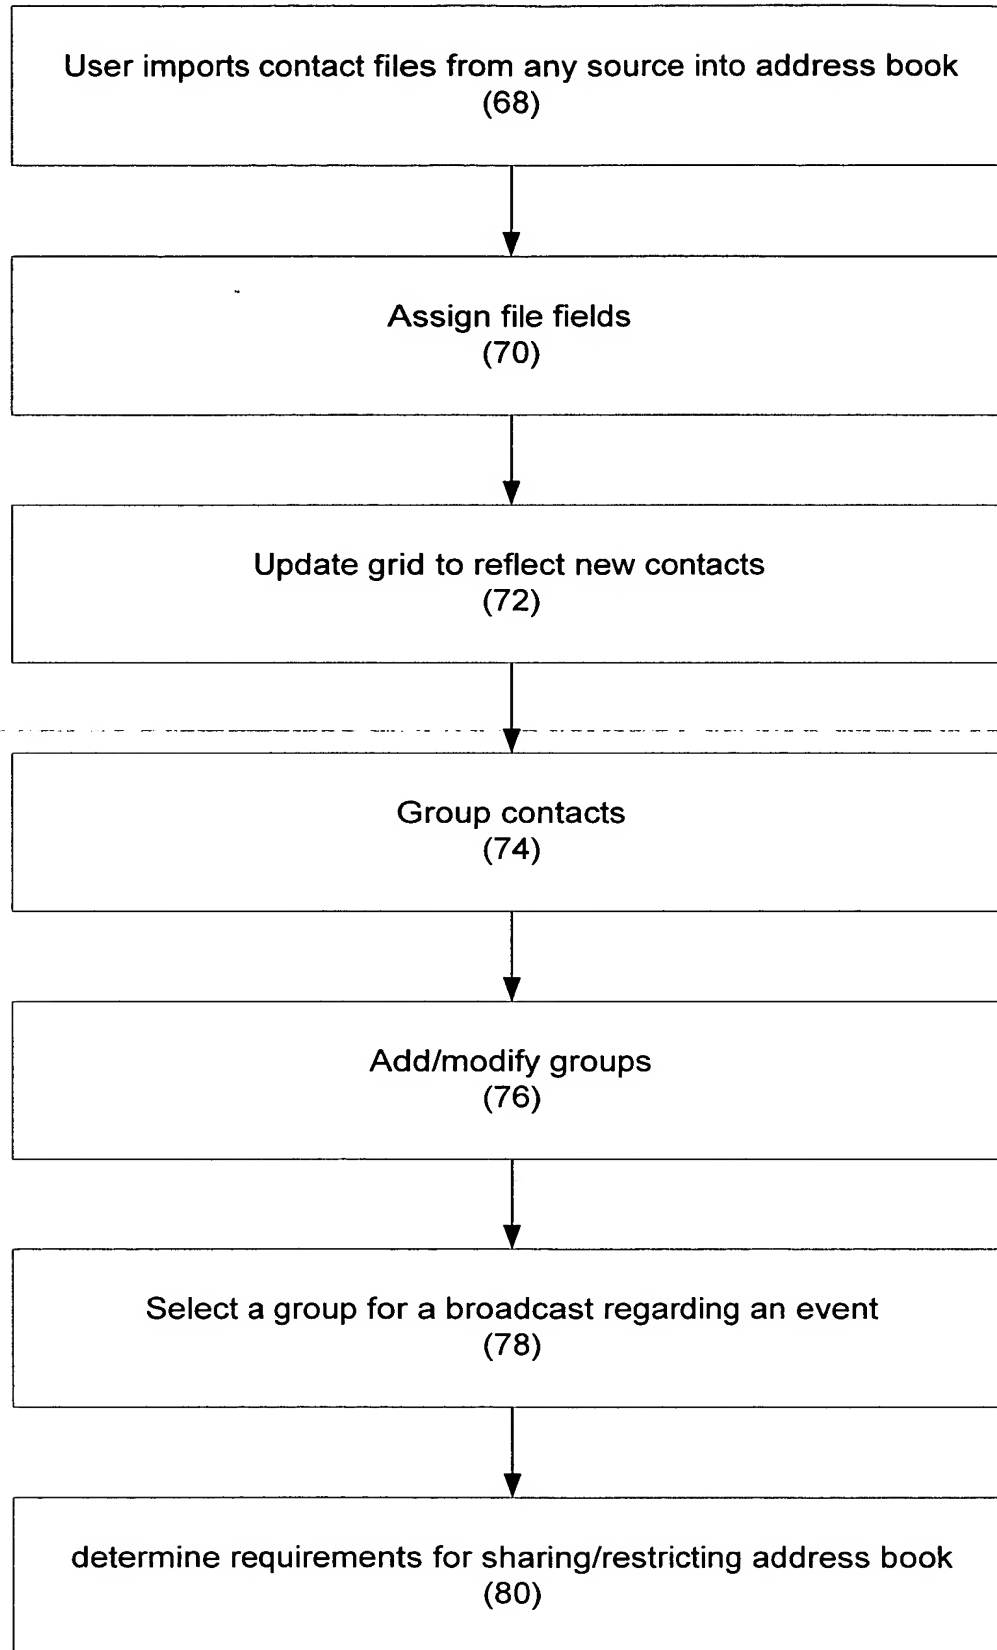 User imports contact files from any source into address book
(68)
Assign file fields
(70)
Update grid to reflect new contacts
(72)
Group contacts
(74)
Add/modify groups
(76)
Select a group for a broadcast regarding an event
(78)
determine requirements for sharing/restricting address book
(80)